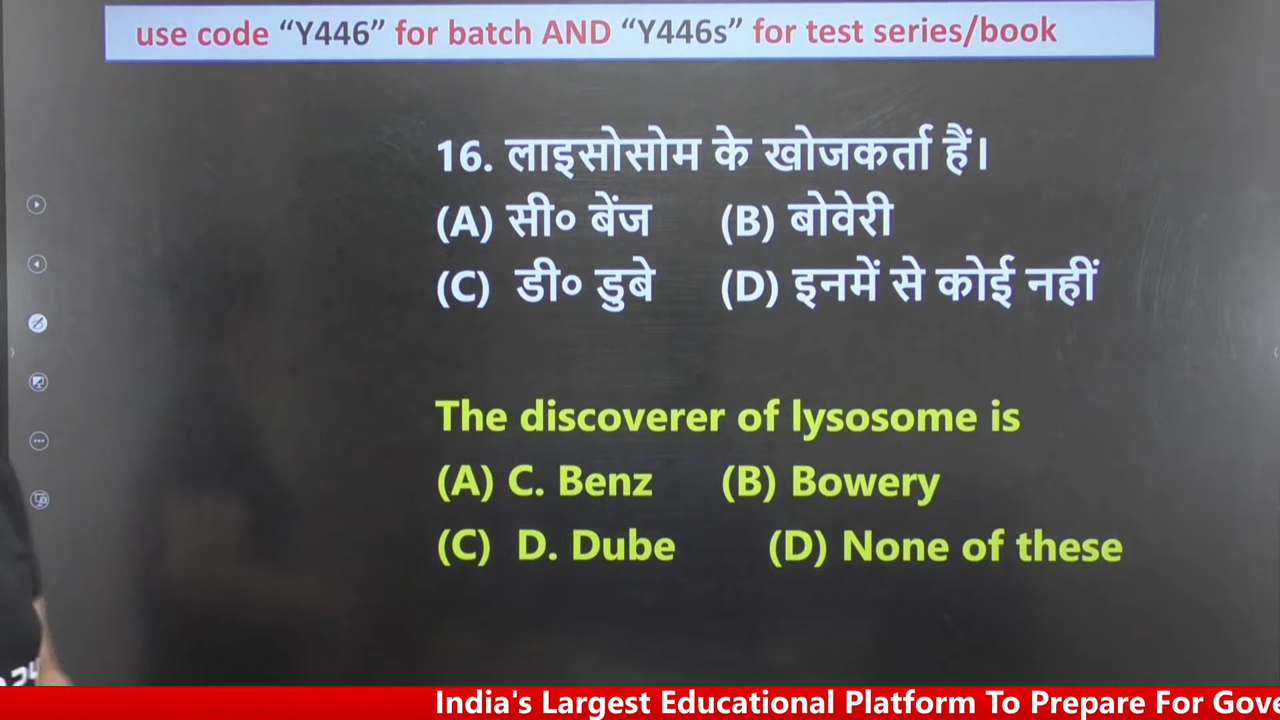 use code “Y446” for batch AND “Y446s” for test series/book
16. लाइसोसोम के खोजकर्ता हैं।
(A) सी० बेंज (B) बोवेरी
(C) डी० डुबे (D) इनमें से कोई नहीं
The discoverer of lysosome is
(A) C. Benz (B) Bowery
(C) D. Dube (D) None of these
India's Largest Educational Platform To Prepare For Gove